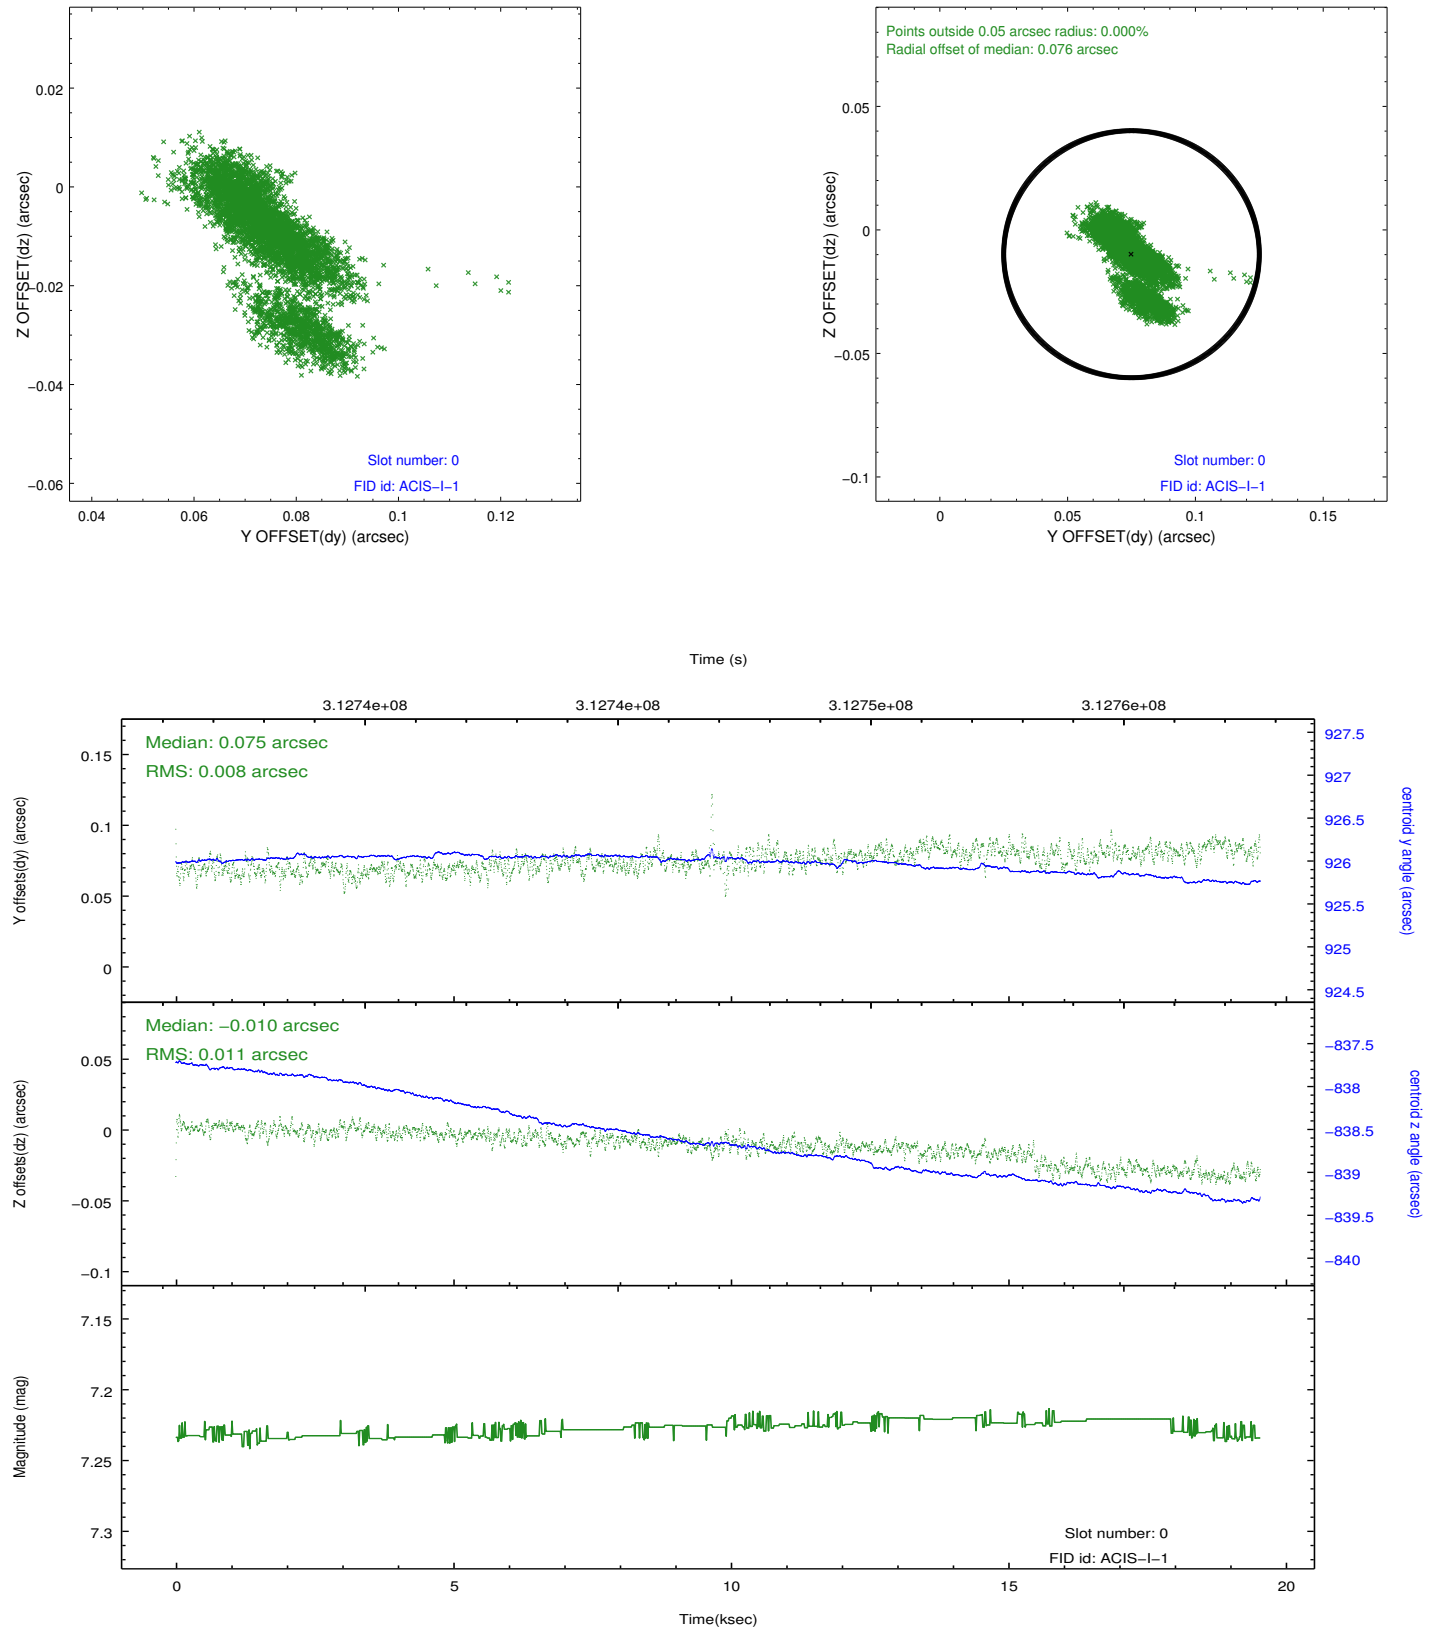 0.02
0
−0.02
−0.04
−0.06
Z OFFSET(dz) (arcsec)
Slot number: 0
FID id: ACIS−I−1
0.04
0.06
0.08
0.1
0.12
Y OFFSET(dy) (arcsec)
Points outside 0.05 arcsec radius: 0.000%
Radial offset of median: 0.076 arcsec
0.05
0
−0.05
−0.1
Z OFFSET(dz) (arcsec)
Slot number: 0
FID id: ACIS−I−1
0
0.05
0.1
0.15
Y OFFSET(dy) (arcsec)
Time (s)
3.1274e+08
3.1274e+08
3.1275e+08
3.1276e+08
Median: 0.075 arcsec
RMS: 0.008 arcsec
0.15
0.1
0.05
0
Y offsets(dy) (arcsec)
927.5
927
926.5
926
925.5
925
924.5
centroid y angle (arcsec)
Median: −0.010 arcsec
RMS: 0.011 arcsec
0.05
0
−0.05
−0.1
Z offsets(dz) (arcsec)
−837.5
−838
−838.5
−839
−839.5
−840
centroid z angle (arcsec)
7.15
7.2
7.25
7.3
Magnitude (mag)
Slot number: 0
FID id: ACIS−I−1
0
5
10
15
20
Time(ksec)